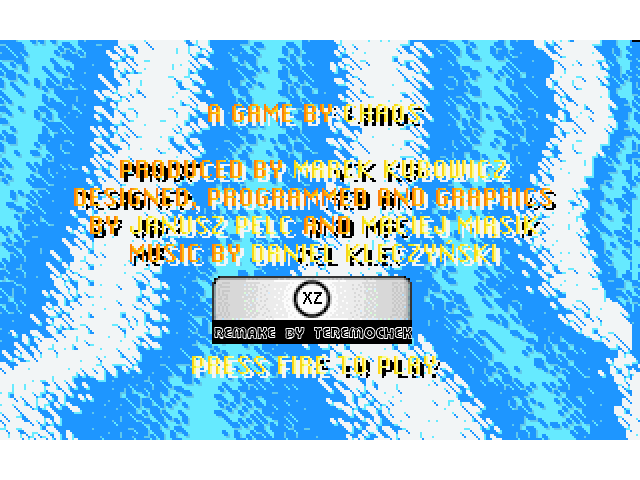 A GAME BY CHAOS
PRODUCED BY MAREK KUBOWICZ
DESIGNED, PROGRAMMED AND GRAPHICS
BY JANUSZ PELC AND MACIEJ MIASIK
MUSIC BY DANIEL KLECZYŃSKI
XZ
REMAKE BY TEREMOCHEK
PRESS FIRE TO PLAY